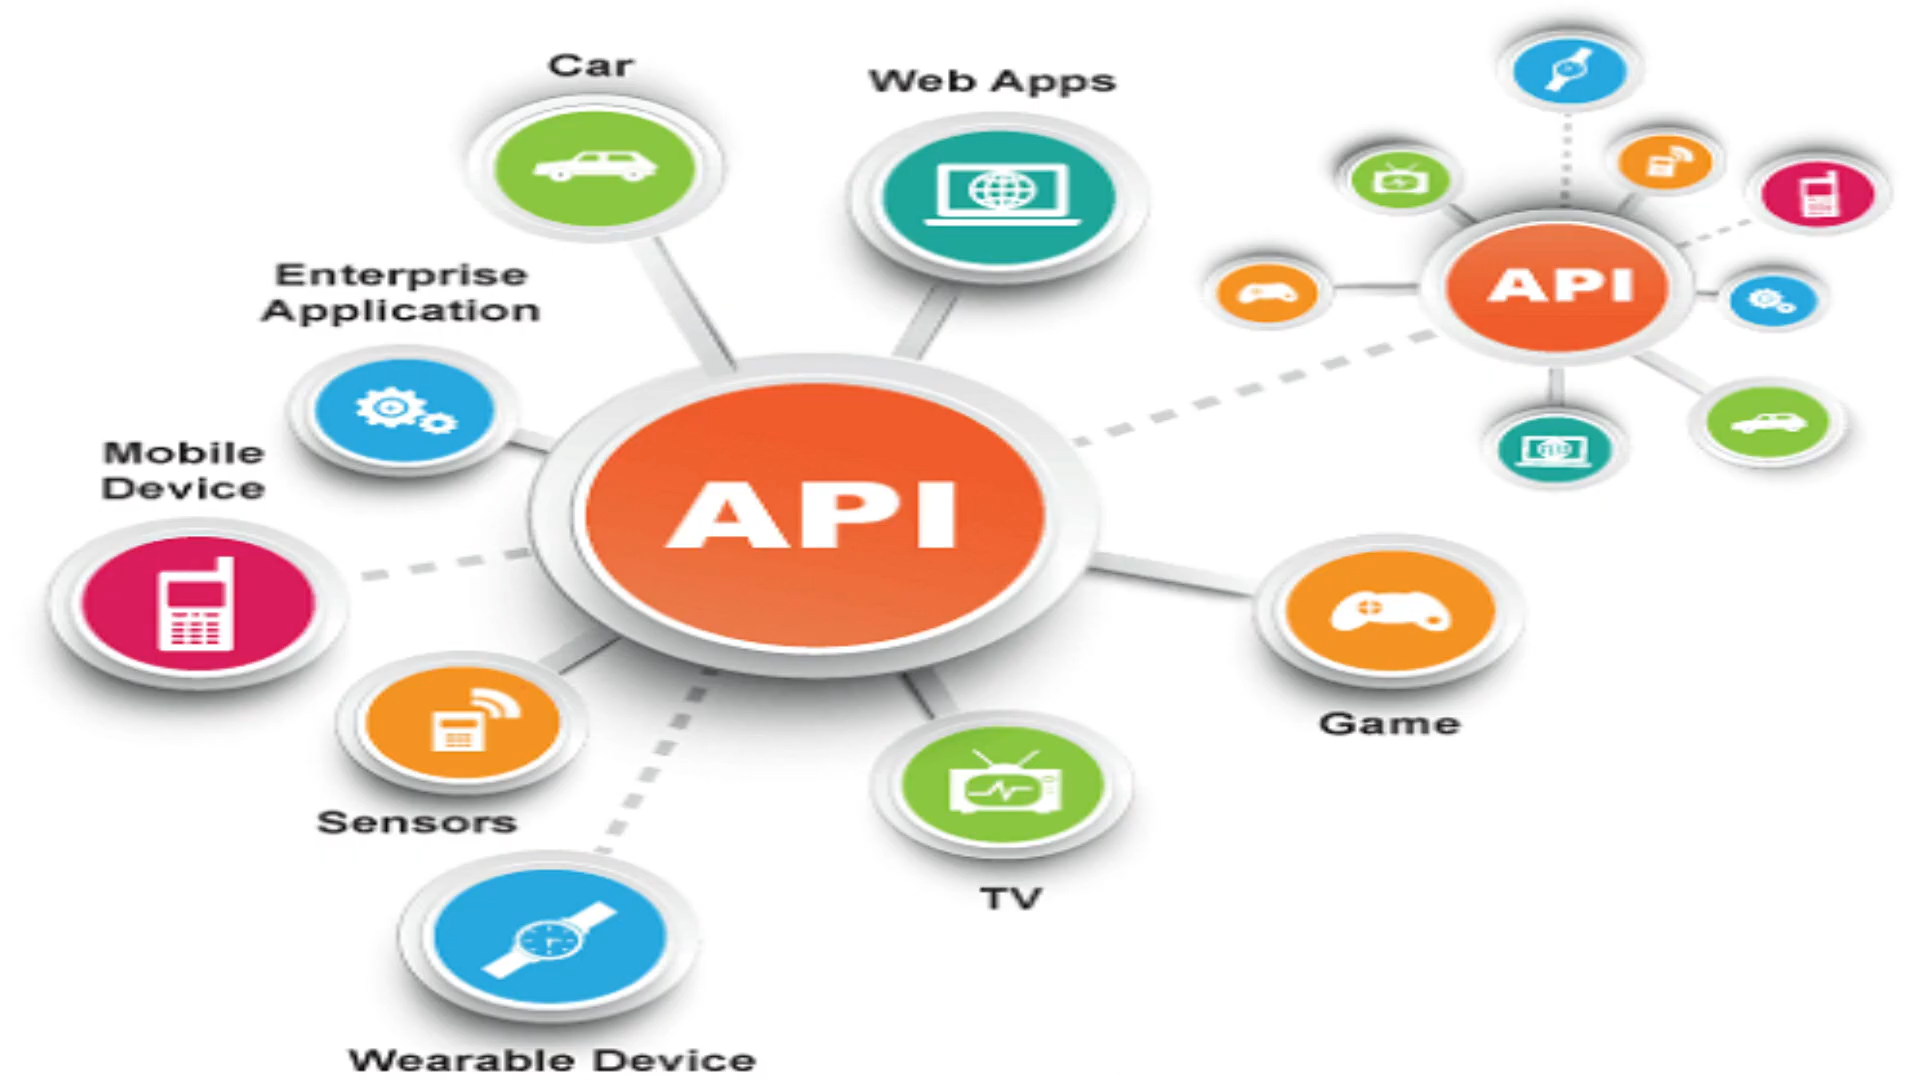 Car
Web Apps
Enterprise
Application
API
Mobile
Device
API
Game
Sensors
TV
Wearable Device